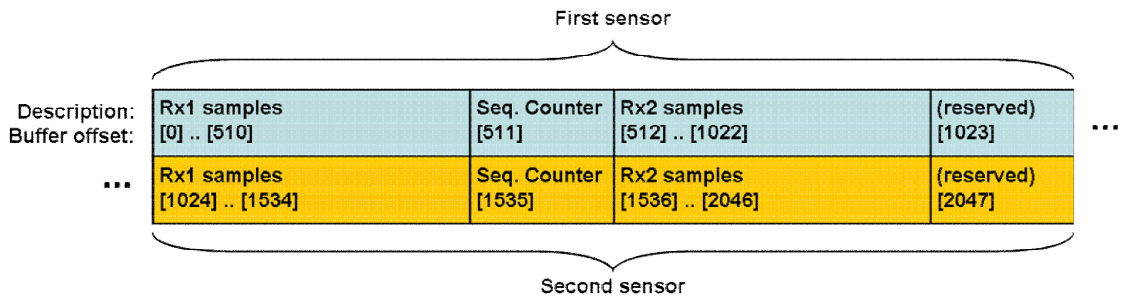 First sensor
Description: Rx1 samples Seq. Counter Rx2 samples (reserved)
Buffer offset: [0] .. [510] [511] [512] .. [1022] [1023] ...
... Rx1 samples Seq. Counter Rx2 samples (reserved)
[1024] .. [1534] [1535] [1536] .. [2046] [2047]
Second sensor